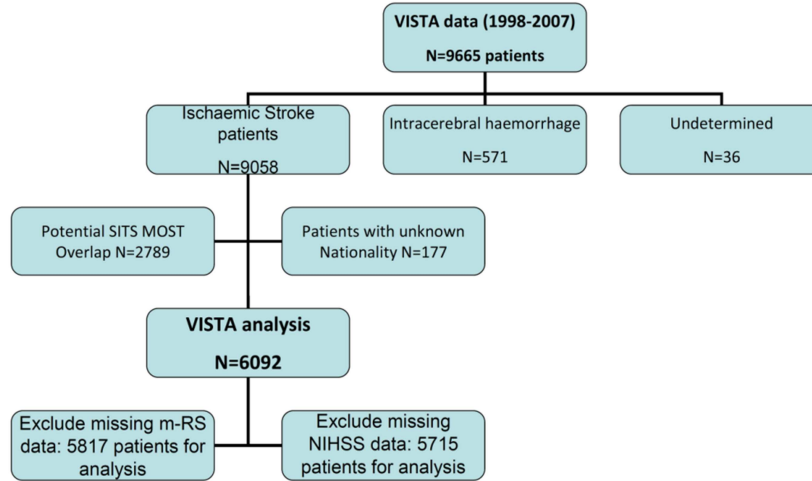 VISTA data (1998-2007)
N=9665 patients
Ischaemic Stroke
patients
N=9058
Intracerebral haemorrhage
N=571
Undetermined
N=36
Potential SITS MOST
Overlap N=2789
Patients with unknown
Nationality N=177
VISTA analysis
N=6092
Exclude missing m-RS
data: 5817 patients for
analysis
Exclude missing
NIHSS data: 5715
patients for analysis